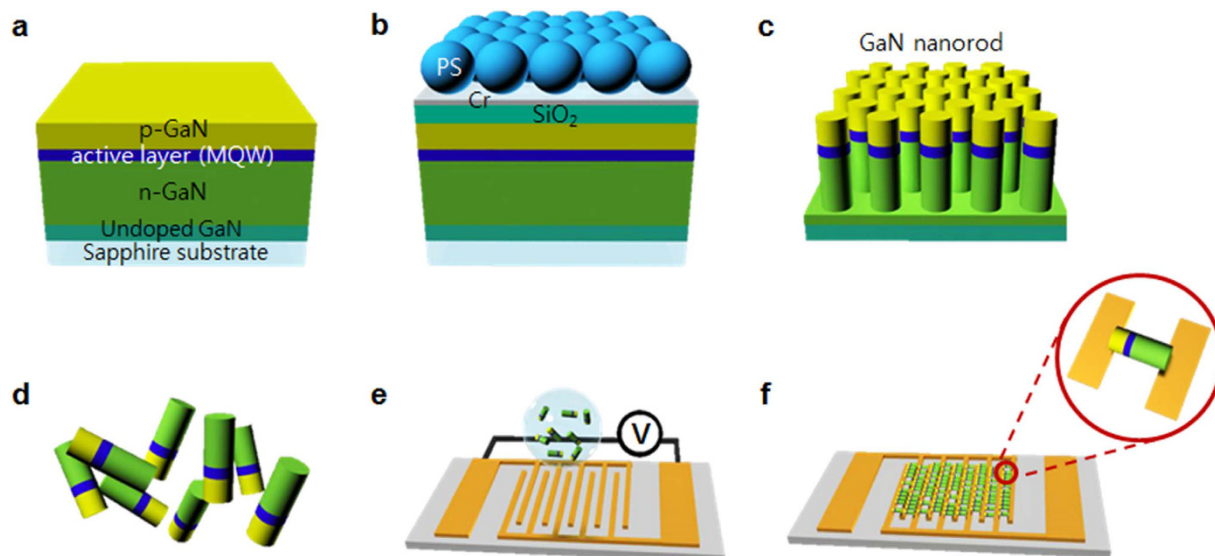 a
p-GaN
active layer (MQW)
n-GaN
Undoped GaN
Sapphire substrate
b
PS
Cr
SiO₂
c
GaN nanorod
d
e
V
f